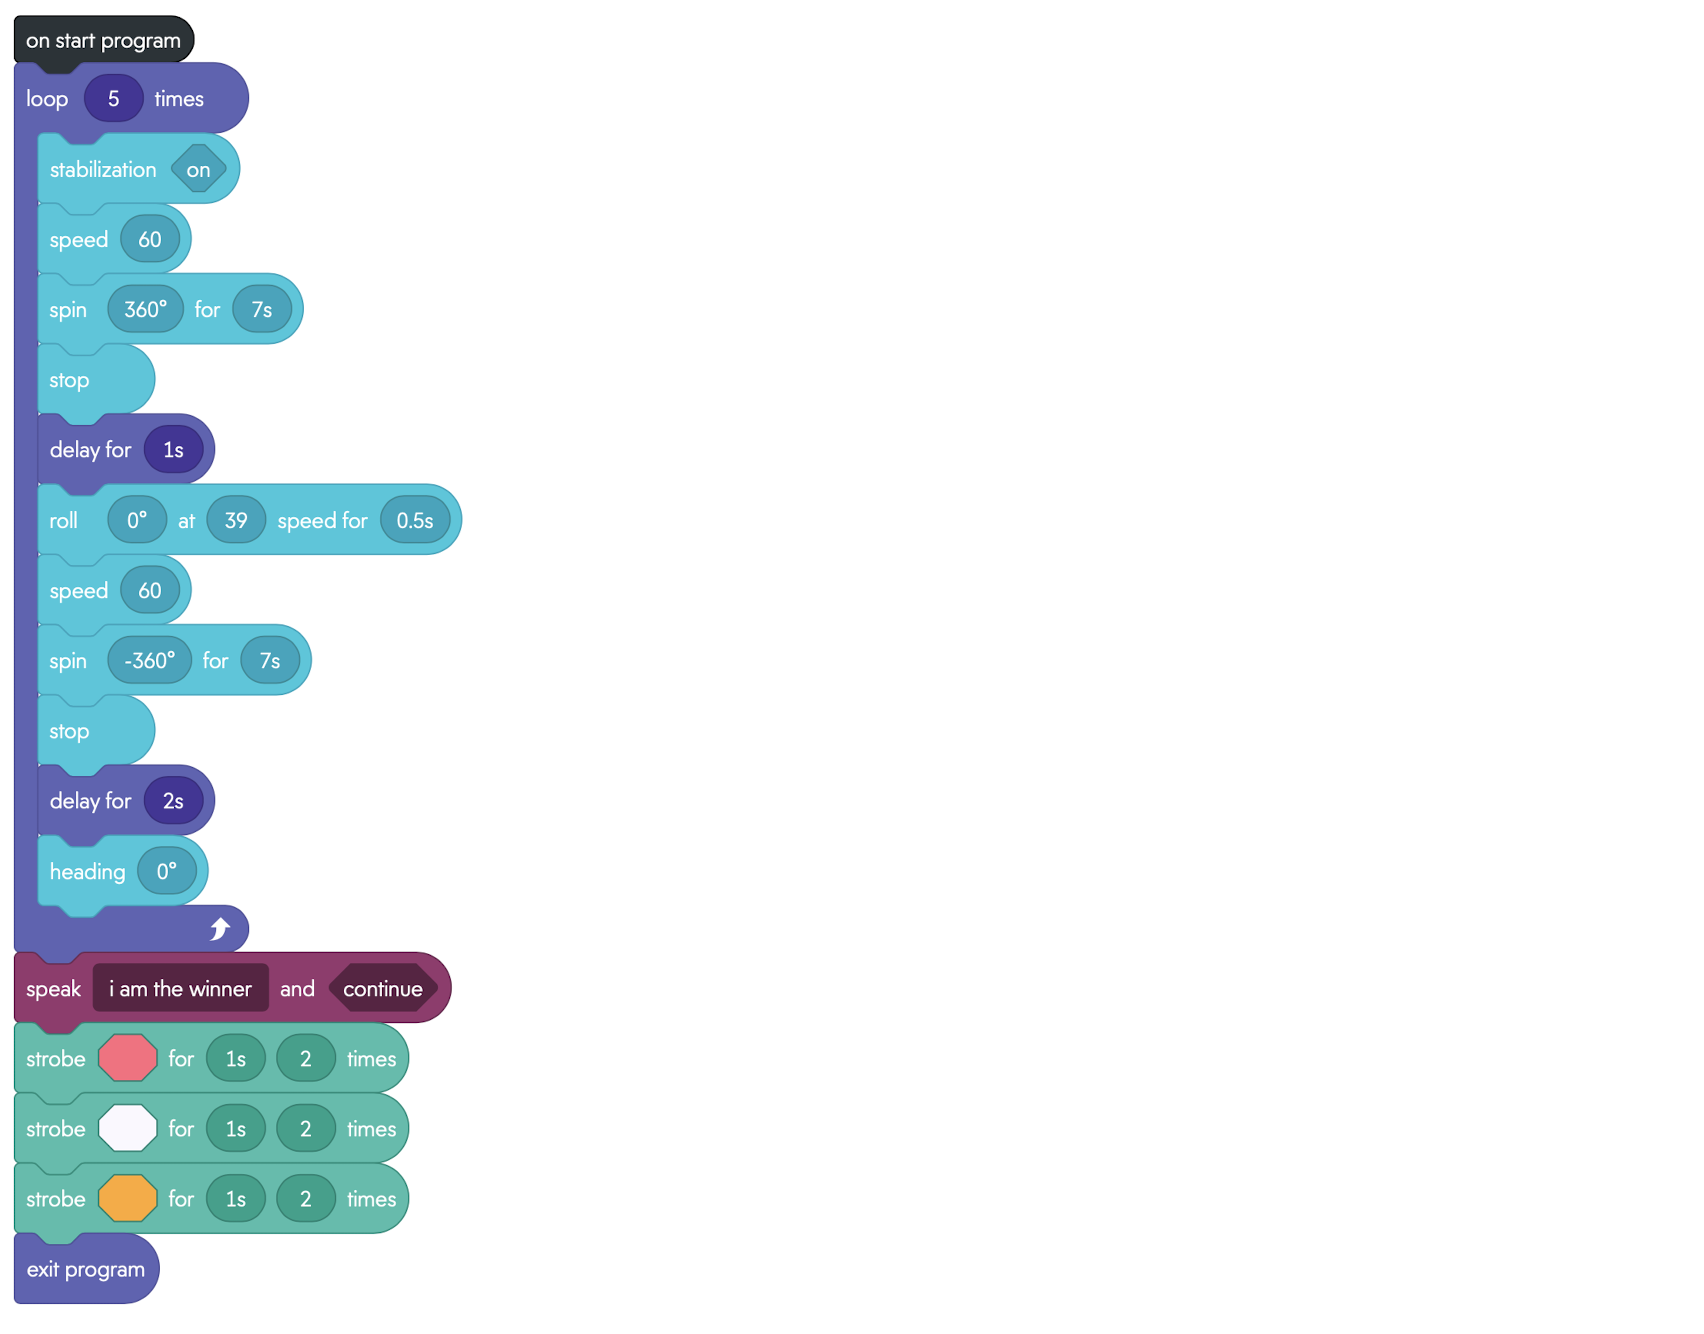 on start program
loop 5 times
stabilization on
speed 60
spin 360° for 7s
stop
delay for 1s
roll 0° at 39 speed for 0.5s
speed 60
spin -360° for 7s
stop
delay for 2s
heading 0°
speak i am the winner and continue
strobe for 1s 2 times
strobe for 1s 2 times
strobe for 1s 2 times
exit program